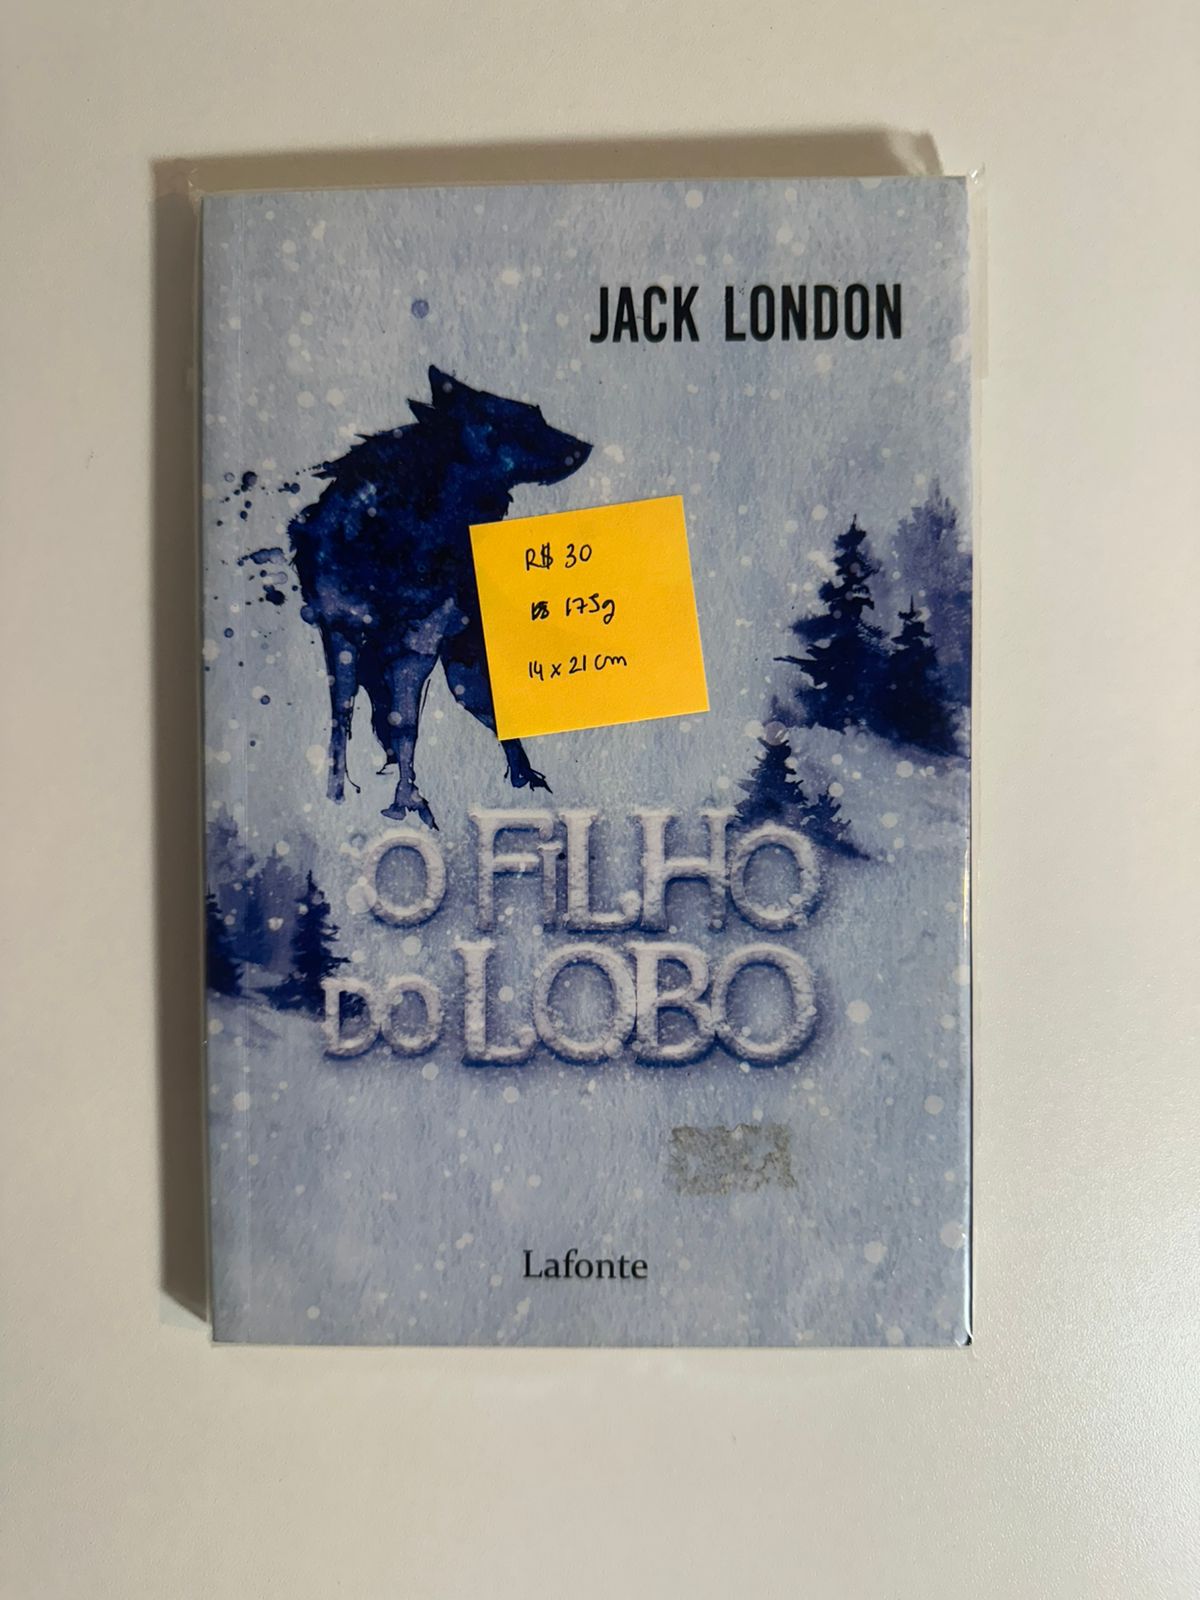 JACK LONDON
R$ 30
175g
14 x 21 cm
O FiLHO
DO LOBO
Lafonte